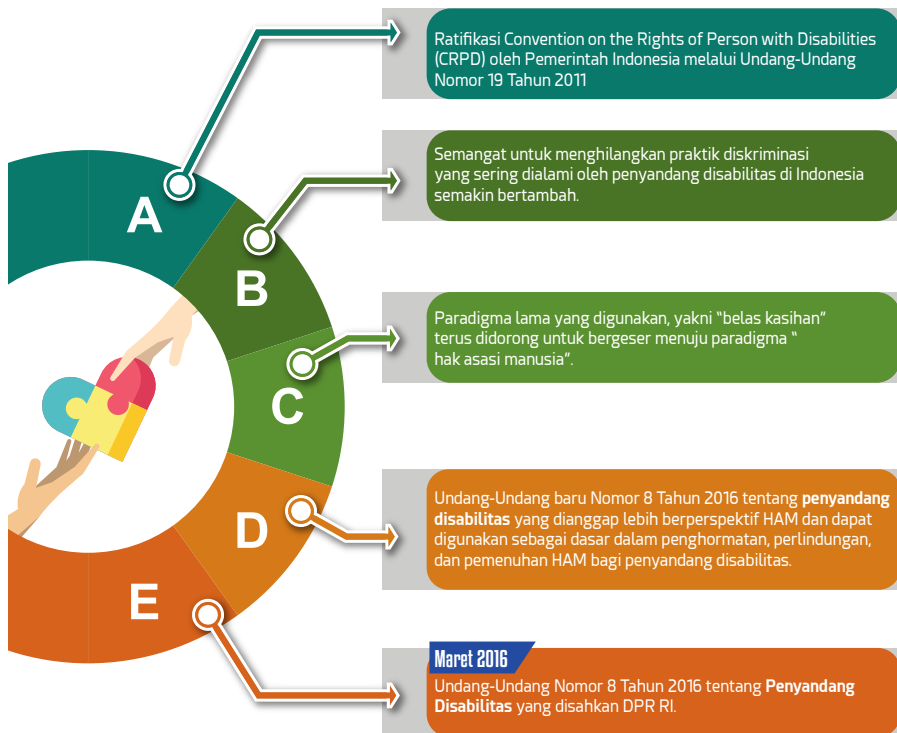 A
Ratifikasi Convention on the Rights of Person with Disabilities
(CRPD) oleh Pemerintah Indonesia melalui Undang-Undang
Nomor 19 Tahun 2011
B
Semangat untuk menghilangkan praktik diskriminasi
yang sering dialami oleh penyandang disabilitas di Indonesia
semakin bertambah.
C
Paradigma lama yang digunakan, yakni “belas kasihan”
terus didorong untuk bergeser menuju paradigma “
hak asasi manusia”.
D
Undang-Undang baru Nomor 8 Tahun 2016 tentang penyandang
disabilitas yang dianggap lebih berperspektif HAM dan dapat
digunakan sebagai dasar dalam penghormatan, perlindungan,
dan pemenuhan HAM bagi penyandang disabilitas.
E
Maret 2016
Undang-Undang Nomor 8 Tahun 2016 tentang Penyandang
Disabilitas yang disahkan DPR RI.